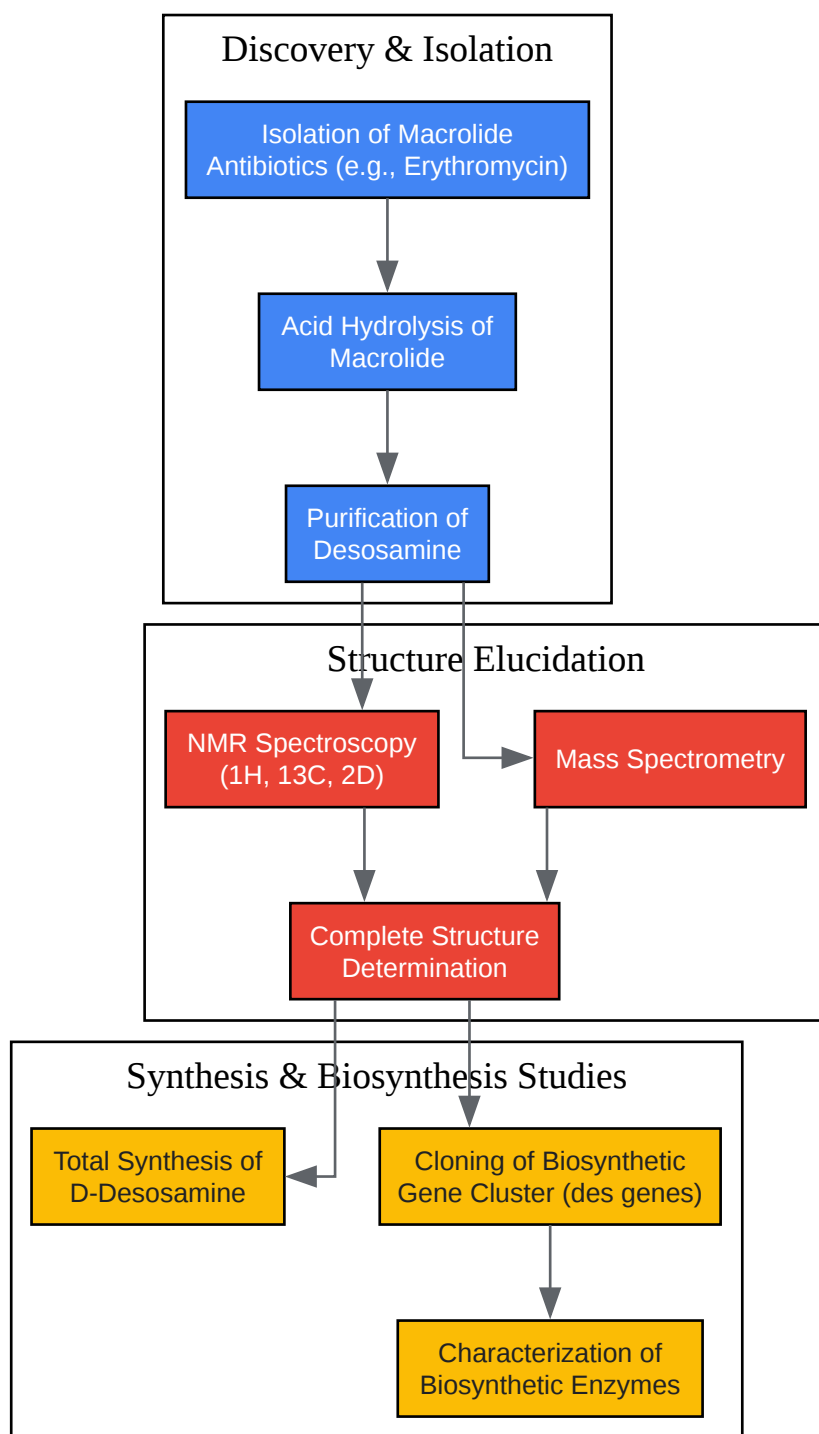 Discovery & Isolation
Isolation of Macrolide
Antibiotics (e.g., Erythromycin)
Acid Hydrolysis of
Macrolide
Purification of
Desosamine
Structure Elucidation
NMR Spectroscopy
(1H, 13C, 2D)
Mass Spectrometry
Complete Structure
Determination
Synthesis & Biosynthesis Studies
Total Synthesis of
D-Desosamine
Cloning of Biosynthetic
Gene Cluster (des genes)
Characterization of
Biosynthetic Enzymes